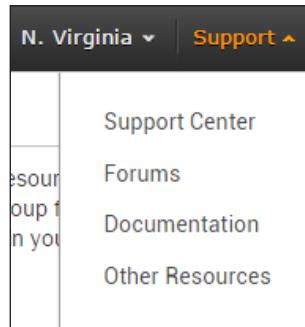 N. Virginia Support
Support Center
Forums
Documentation
Other Resources